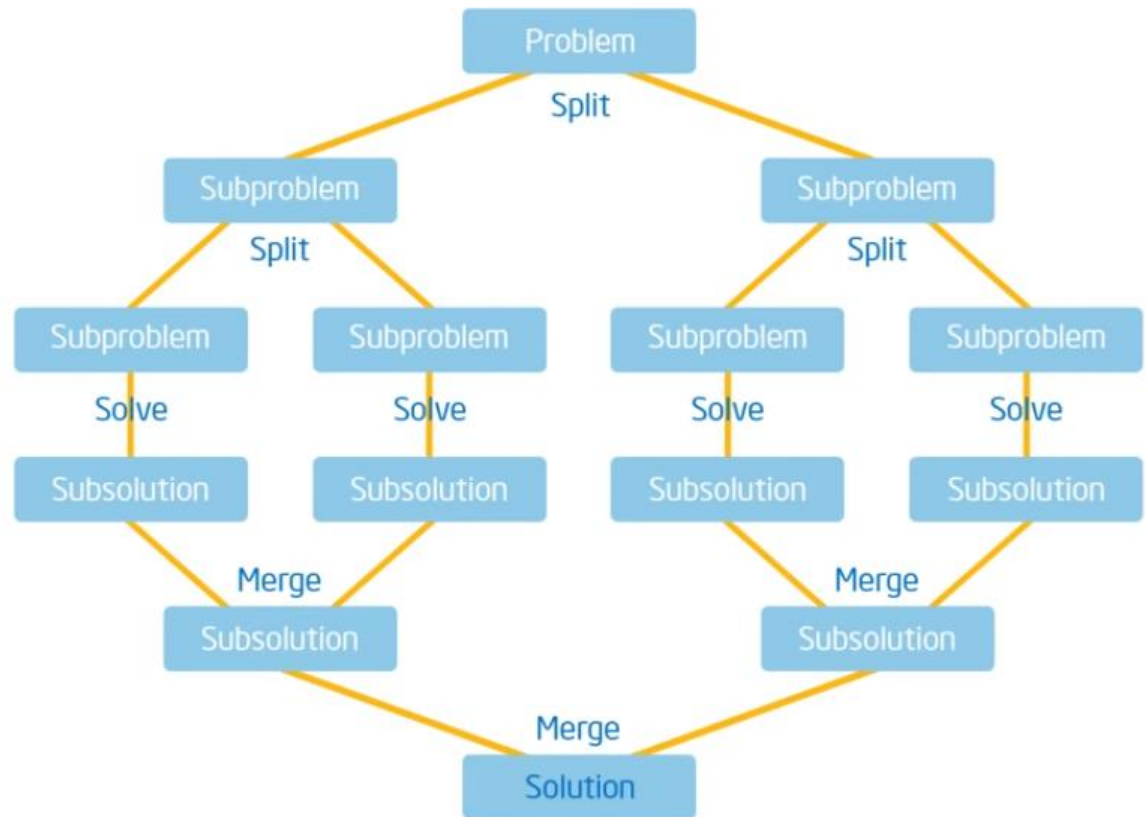 Problem
Split
Subproblem Subproblem
Split Split
Subproblem Subproblem Subproblem Subproblem
Solve Solve Solve Solve
Subsolution Subsolution Subsolution Subsolution
Merge Merge
Subsolution Subsolution
Merge
Solution